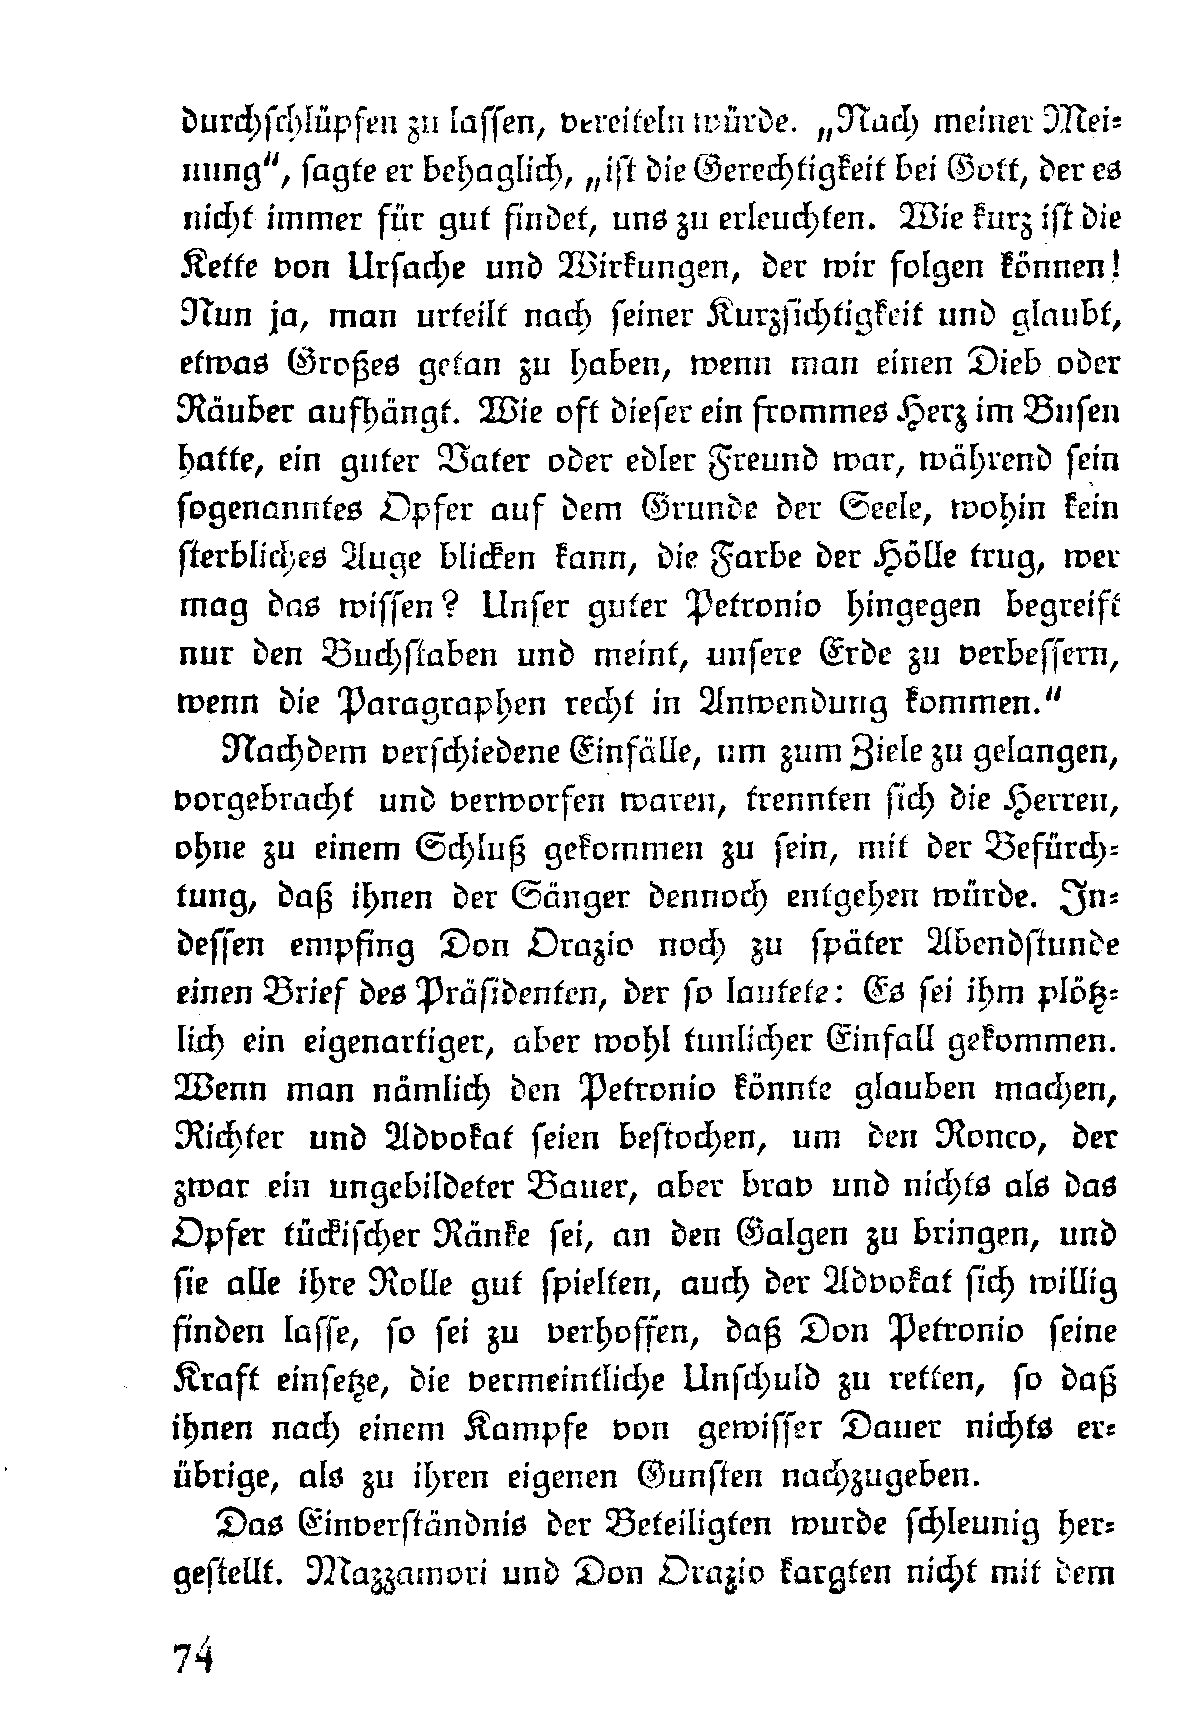 durchschlüpfen zu lassen, vereiteln würde. „Nach meiner Mei-
nung“, sagte er behaglich, „ist die Gerechtigkeit bei Gott, der es
nicht immer für gut findet, uns zu erleuchten. Wie kurz ist die
Kette von Ursache und Wirkungen, der wir folgen können!
Nun ja, man urteilt nach seiner Kurzsichtigkeit und glaubt,
etwas Großes getan zu haben, wenn man einen Dieb oder
Räuber aufhängt. Wie oft dieser ein frommes Herz im Busen
hatte, ein guter Vater oder edler Freund war, während sein
sogenanntes Opfer auf dem Grunde der Seele, wohin kein
sterbliches Auge blicken kann, die Farbe der Hölle trug, wer
mag das wissen? Unser guter Petronio hingegen begreift
nur den Buchstaben und meint, unsere Erde zu verbessern,
wenn die Paragraphen recht in Anwendung kommen.“
Nachdem verschiedene Einfälle, um zum Ziele zu gelangen,
vorgebracht und verworfen waren, trennten sich die Herren,
ohne zu einem Schluß gekommen zu sein, mit der Befürch-
tung, daß ihnen der Sänger dennoch entgehen würde. In-
dessen empfing Don Orazio noch zu später Abendstunde
einen Brief des Präsidenten, der so lautete: Es sei ihm plötz-
lich ein eigenartiger, aber wohl tunlicher Einfall gekommen.
Wenn man nämlich den Petronio könnte glauben machen,
Richter und Advokat seien bestochen, um den Ronco, der
zwar ein ungebildeter Bauer, aber brav und nichts als das
Opfer tückischer Ränke sei, an den Galgen zu bringen, und
sie alle ihre Rolle gut spielten, auch der Advokat sich willig
finden lasse, so sei zu verhoffen, daß Don Petronio seine
Kraft einsetze, die vermeintliche Unschuld zu retten, so daß
ihnen nach einem Kampfe von gewisser Dauer nichts er-
übrige, als zu ihren eigenen Gunsten nachzugeben.
Das Einverständnis der Beteiligten wurde schleunig her-
gestellt. Mazzamori und Don Orazio kargten nicht mit dem
74